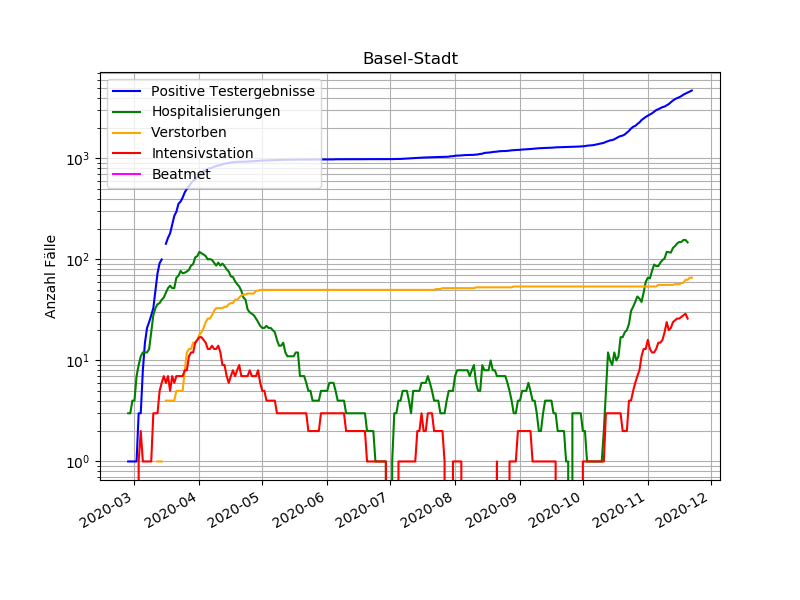 Basel-Stadt
Positive Testergebnisse
Hospitalisierungen
Verstorben
Intensivstation
Beatmet
Anzahl Fälle
10³
10²
10¹
10⁰
2020-03
2020-04
2020-05
2020-06
2020-07
2020-08
2020-09
2020-10
2020-11
2020-12